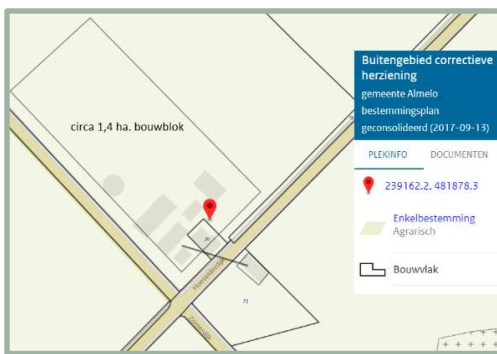 Buitengebied correctieve
herziening
gemeente Almelo
bestemmingsplan
geconsolideerd (2017-09-13)
PLEKINFO DOCUMENTEN
239162.2, 481878.3
Enkelbestemming
Agrarisch
Bouwvlak
circa 1,4 ha. bouwblok